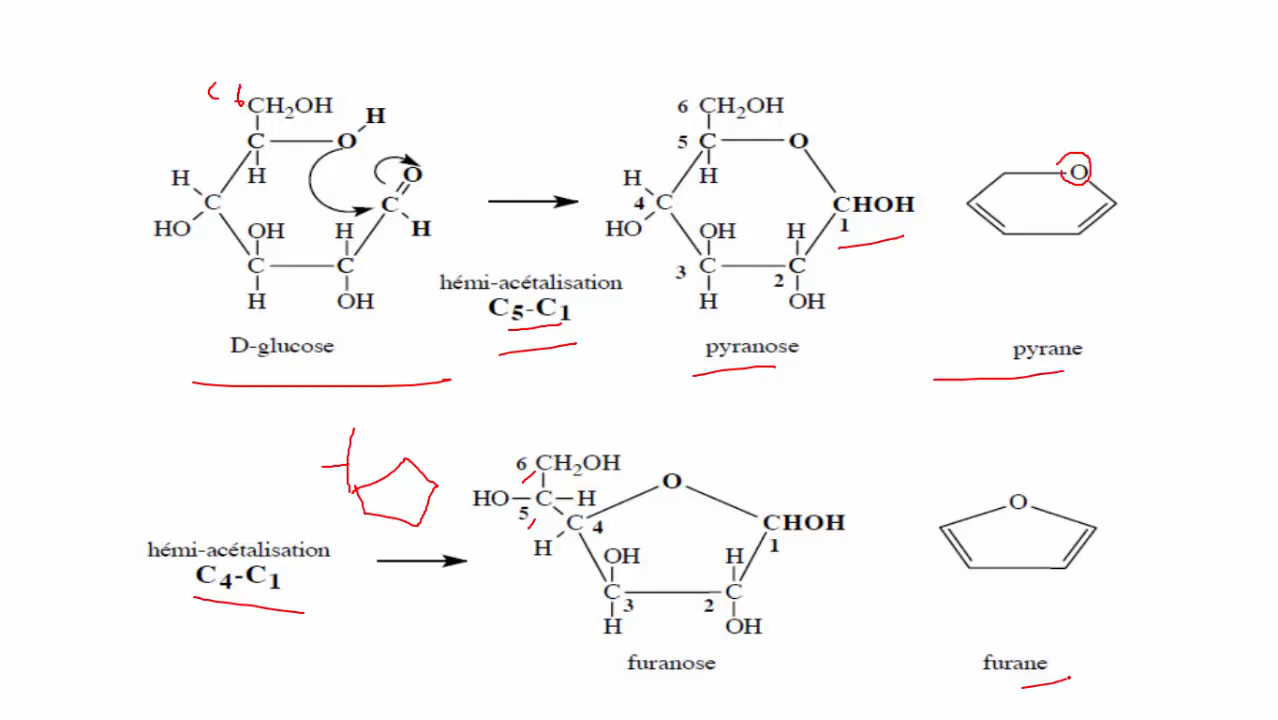 C 6
CH2OH
H
C
O
H
O
H
C
C
HO
H
OH
H
C
C
H
OH
D-glucose
hémi-acétalisation
C5-C1
6 CH2OH
5 C
O
H
H
4 C
CHOH
HO
OH
H
1
3 C
C
2
H
OH
pyranose
O
pyrane
hémi-acétalisation
C4-C1
6 CH2OH
HO-C-H
O
5
C 4
CHOH
H
OH
H
1
C
C
3
2
H
OH
furanose
O
furane